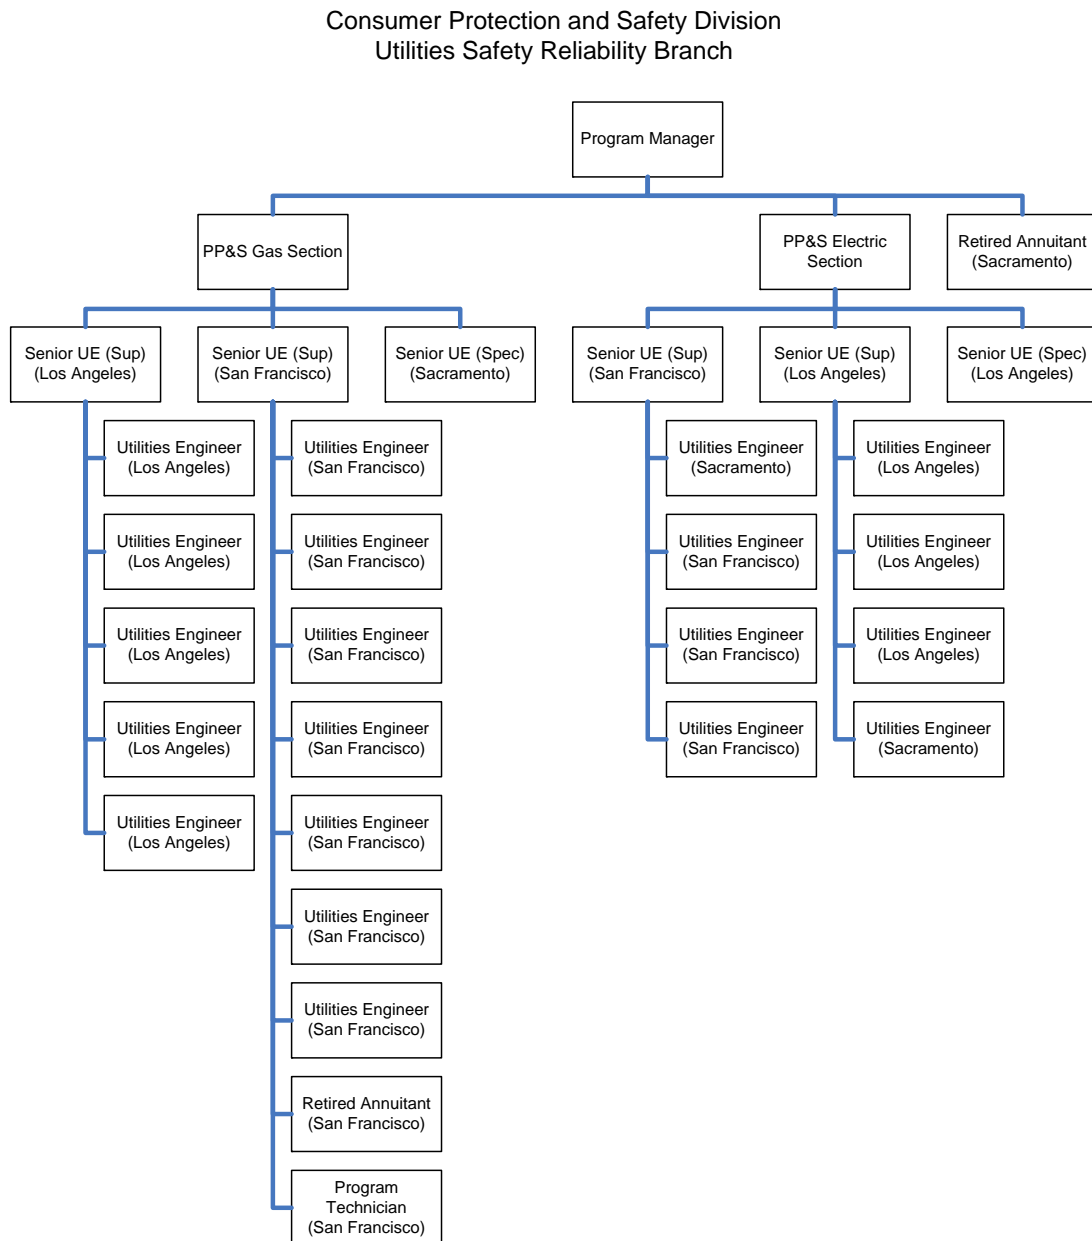 Consumer Protection and Safety Division
Utilities Safety Reliability Branch
Program Manager
PP&S Gas Section
PP&S Electric
Section
Retired Annuitant
(Sacramento)
Senior UE (Sup)
(Los Angeles)
Senior UE (Sup)
(San Francisco)
Senior UE (Spec)
(Sacramento)
Senior UE (Sup)
(San Francisco)
Senior UE (Sup)
(Los Angeles)
Senior UE (Spec)
(Los Angeles)
Utilities Engineer
(Los Angeles)
Utilities Engineer
(San Francisco)
Utilities Engineer
(Sacramento)
Utilities Engineer
(Los Angeles)
Utilities Engineer
(Los Angeles)
Utilities Engineer
(San Francisco)
Utilities Engineer
(San Francisco)
Utilities Engineer
(Los Angeles)
Utilities Engineer
(Los Angeles)
Utilities Engineer
(San Francisco)
Utilities Engineer
(San Francisco)
Utilities Engineer
(Los Angeles)
Utilities Engineer
(Los Angeles)
Utilities Engineer
(San Francisco)
Utilities Engineer
(San Francisco)
Utilities Engineer
(Sacramento)
Utilities Engineer
(Los Angeles)
Utilities Engineer
(San Francisco)
Utilities Engineer
(San Francisco)
Utilities Engineer
(San Francisco)
Retired Annuitant
(San Francisco)
Program
Technician
(San Francisco)